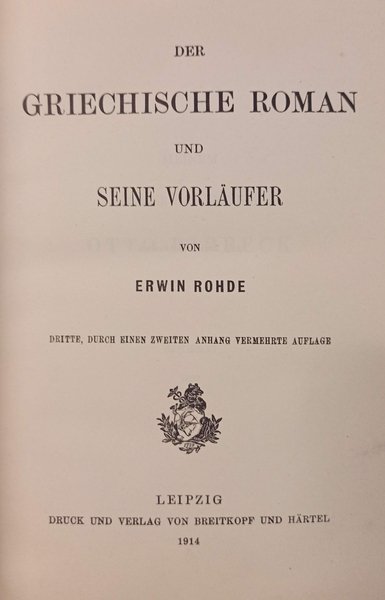 DER
GRIECHISCHE ROMAN
UND
SEINE VORLÄUFER
VON
ERWIN ROHDE
DRITTE, DURCH EINEN ZWEITEN ANHANG VERMEHRTE AUFLAGE
LEIPZIG
DRUCK UND VERLAG VON BREITKOPF UND HÄRTEL
1914